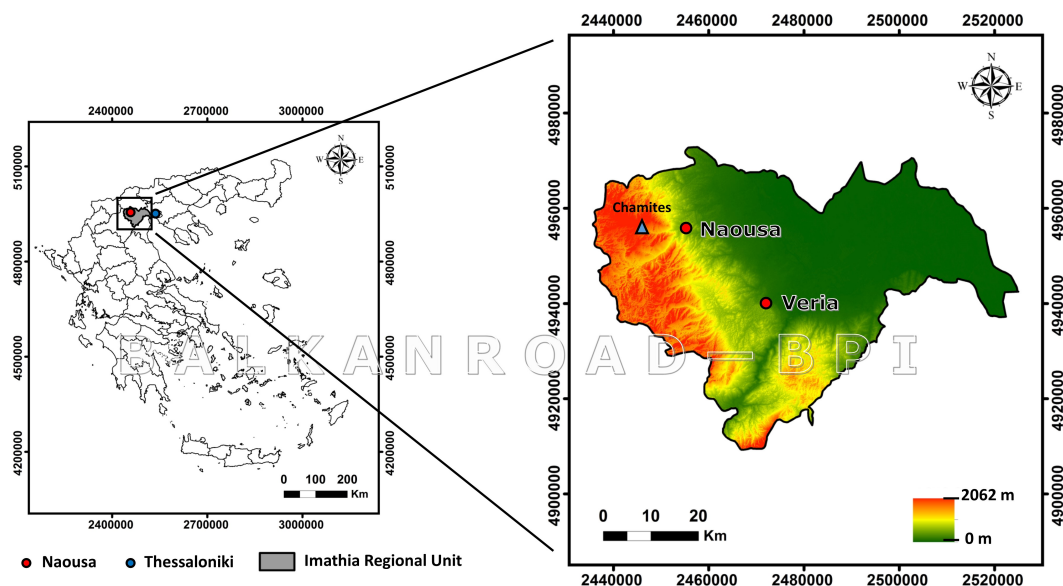 2400000 2700000 3000000
N
W E
S
5100000 5100000
4800000 4800000
4500000 4500000
4200000 4200000
0 100 200
Km
2400000 2700000 3000000
Naousa Thessaloniki Imathia Regional Unit
2440000 2460000 2480000 2500000 2520000
N
W E
S
4980000 4980000
4960000 4960000
4940000 4940000
4920000 4920000
4900000 4900000
Chamites
Naousa
Veria
2062 m
0 m
0 10 20
Km
2440000 2460000 2480000 2500000 2520000
BALKANROAD—BPI